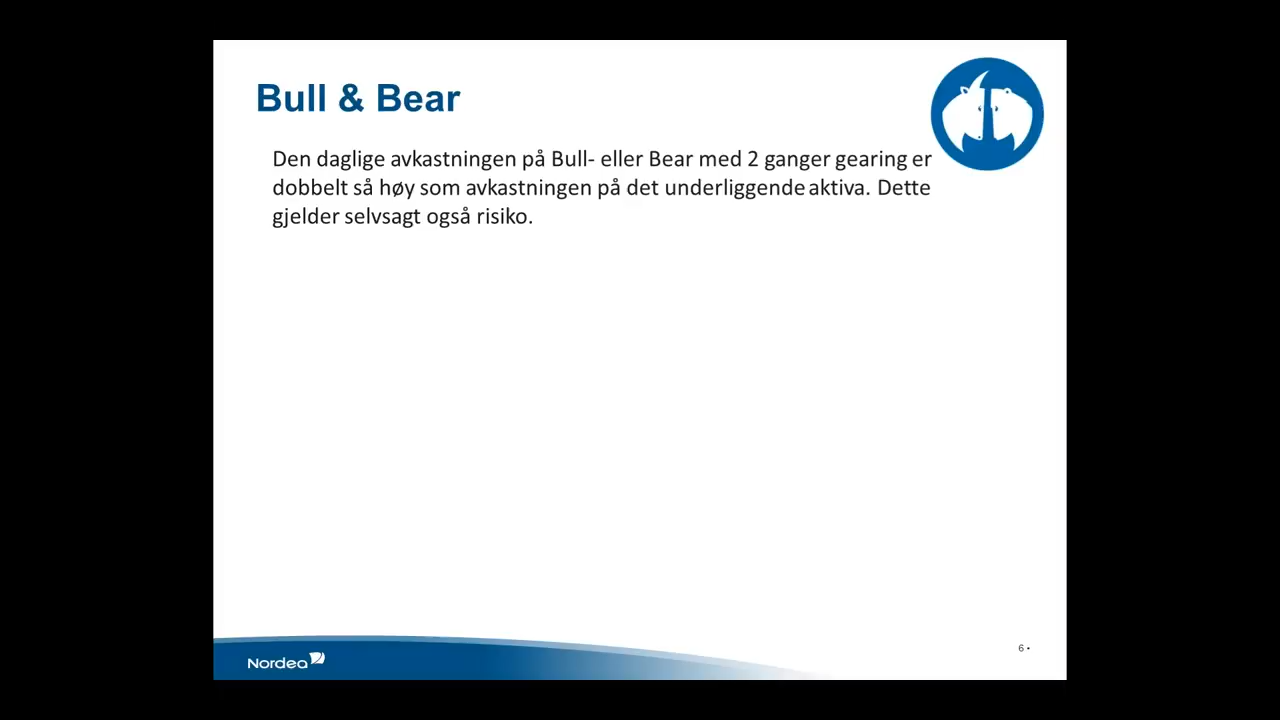 Bull & Bear
Den daglige avkastningen på Bull- eller Bear med 2 ganger gearing er
dobbelt så høy som avkastningen på det underliggende aktiva. Dette
gjelder selvsagt også risiko.
Nordea
6 •